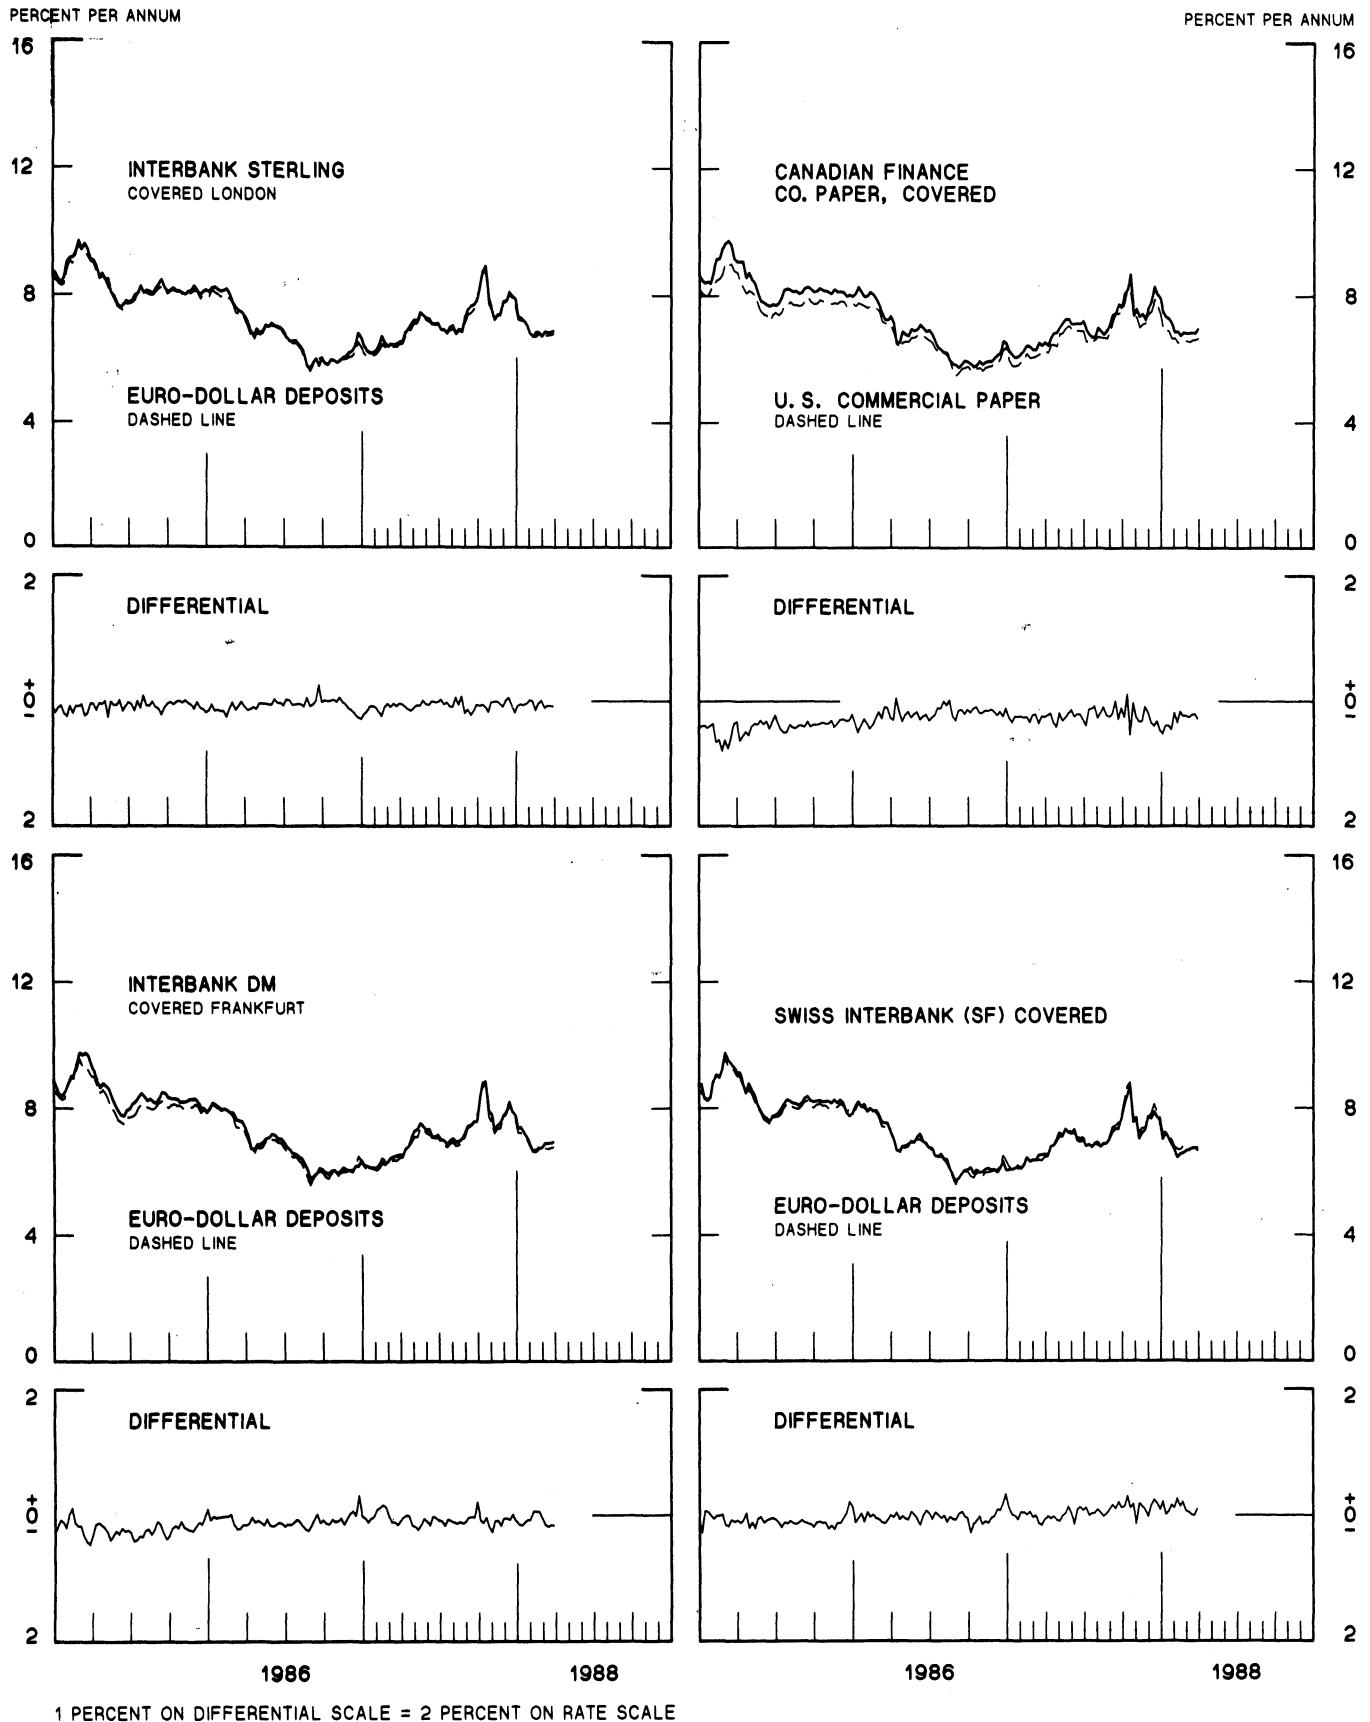 PERCENT PER ANNUM
PERCENT PER ANNUM
16
16
12
INTERBANK STERLING
COVERED LONDON
CANADIAN FINANCE
CO. PAPER, COVERED
12
8
8
EURO-DOLLAR DEPOSITS
DASHED LINE
U.S. COMMERCIAL PAPER
DASHED LINE
4
4
0
0
2
DIFFERENTIAL
DIFFERENTIAL
2
+
0
−
+
0
−
2
2
16
16
12
INTERBANK DM
COVERED FRANKFURT
SWISS INTERBANK (SF) COVERED
12
8
8
EURO-DOLLAR DEPOSITS
DASHED LINE
EURO-DOLLAR DEPOSITS
DASHED LINE
4
4
0
0
2
DIFFERENTIAL
DIFFERENTIAL
2
+
0
−
+
0
−
2
2
1986
1988
1986
1988
1 PERCENT ON DIFFERENTIAL SCALE = 2 PERCENT ON RATE SCALE